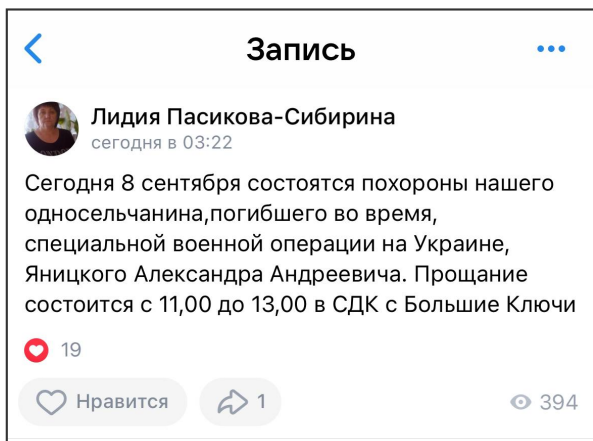 Запись
Лидия Пасикова-Сибирина
сегодня в 03:22
Сегодня 8 сентября состоятся похороны нашего
односельчанина,погибшего во время,
специальной военной операции на Украине,
Яницкого Александра Андреевича. Прощание
состоится с 11,00 до 13,00 в СДК с Большие Ключи
19
Нравится 1 394